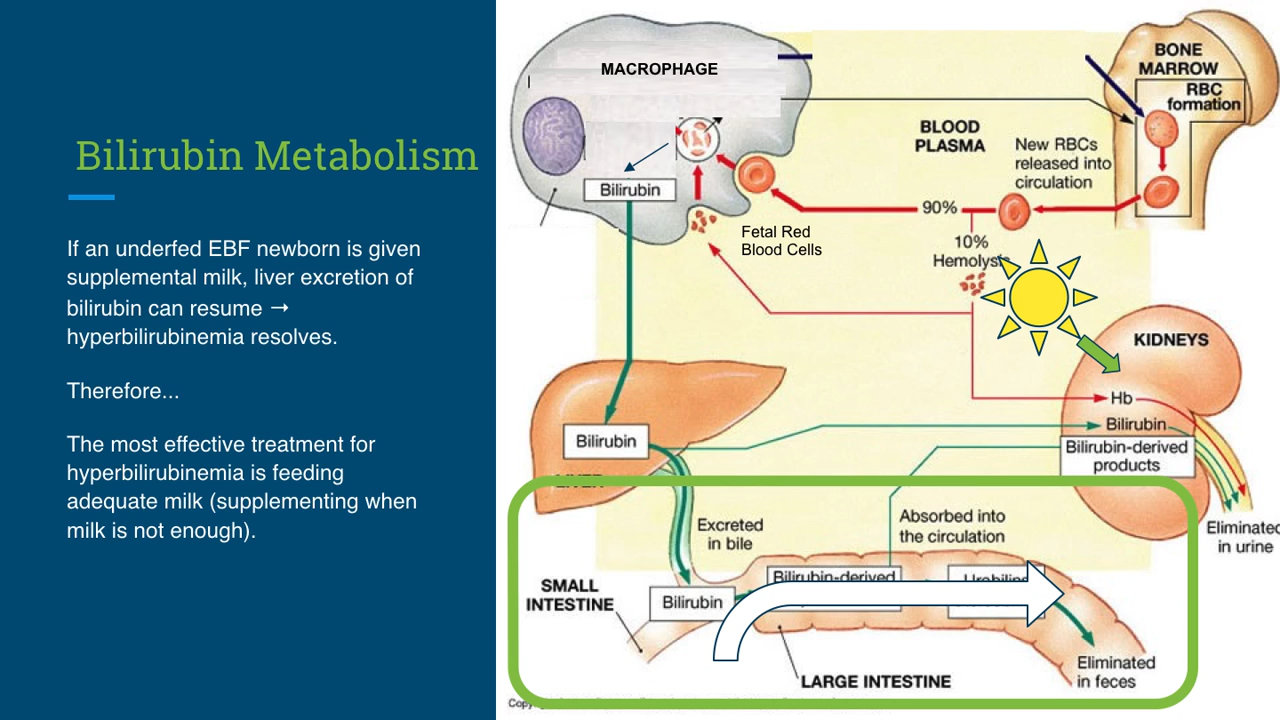 Bilirubin Metabolism
If an underfed EBF newborn is given
supplemental milk, liver excretion of
bilirubin can resume →
hyperbilirubinemia resolves.
Therefore...
The most effective treatment for
hyperbilirubinemia is feeding
adequate milk (supplementing when
milk is not enough).
MACROPHAGE
Bilirubin
BONE
MARROW
RBC
formation
BLOOD
PLASMA
New RBCs
released into
circulation
90%
10%
Hemolysis
Fetal Red
Blood Cells
KIDNEYS
Hb
Bilirubin
Bilirubin-derived
products
Eliminated
in urine
Bilirubin
LIVER
Excreted
in bile
Absorbed into
the circulation
SMALL
INTESTINE
Bilirubin
Bilirubin-derived
LARGE INTESTINE
Eliminated
in feces